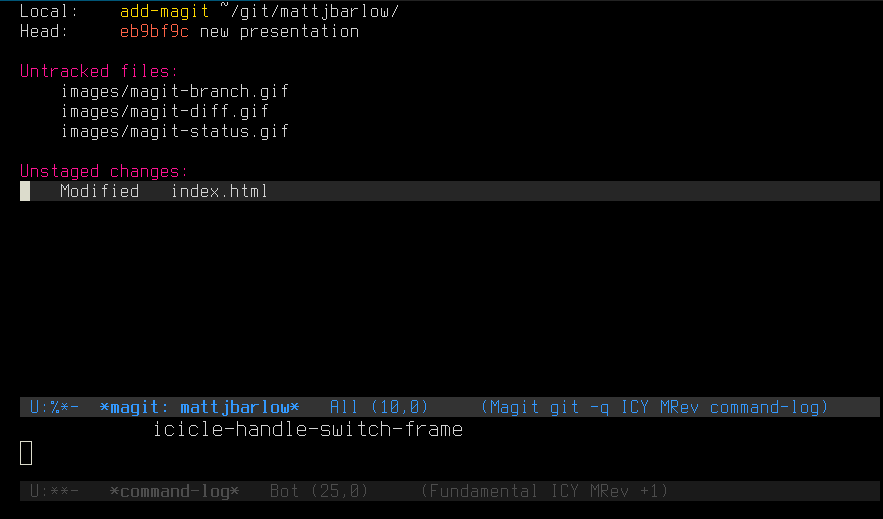 Local:    add-magit ~/git/mattjbarlow/
Head:     eb9bf9c new presentation
Untracked files:
    images/magit-branch.gif
    images/magit-diff.gif
    images/magit-status.gif
Unstaged changes:
    Modified   index.html
U:%*-  *magit: mattjbarlow*   All (10,0)     (Magit git -q ICY MRev command-log)
icicle-handle-switch-frame
U:**-   *command-log*   Bot (25,0)     (Fundamental ICY MRev +1)